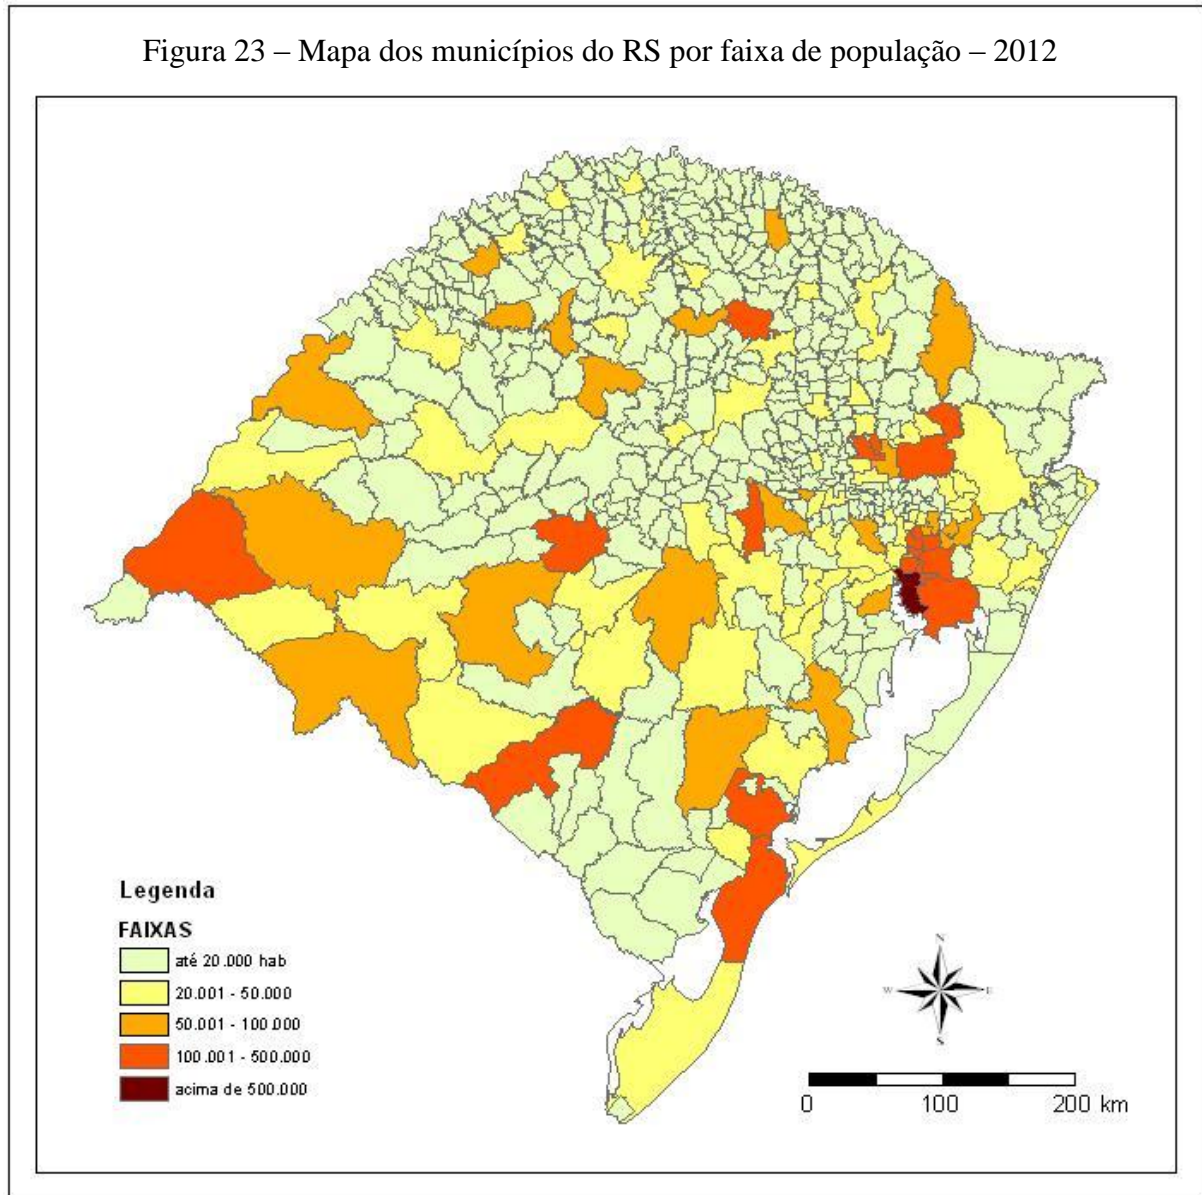 Figura 23 – Mapa dos municípios do RS por faixa de população – 2012
Legenda
FAIXAS
até 20.000 hab
20.001 - 50.000
50.001 - 100.000
100.001 - 500.000
acima de 500.000
N
W
E
S
0 100 200 km